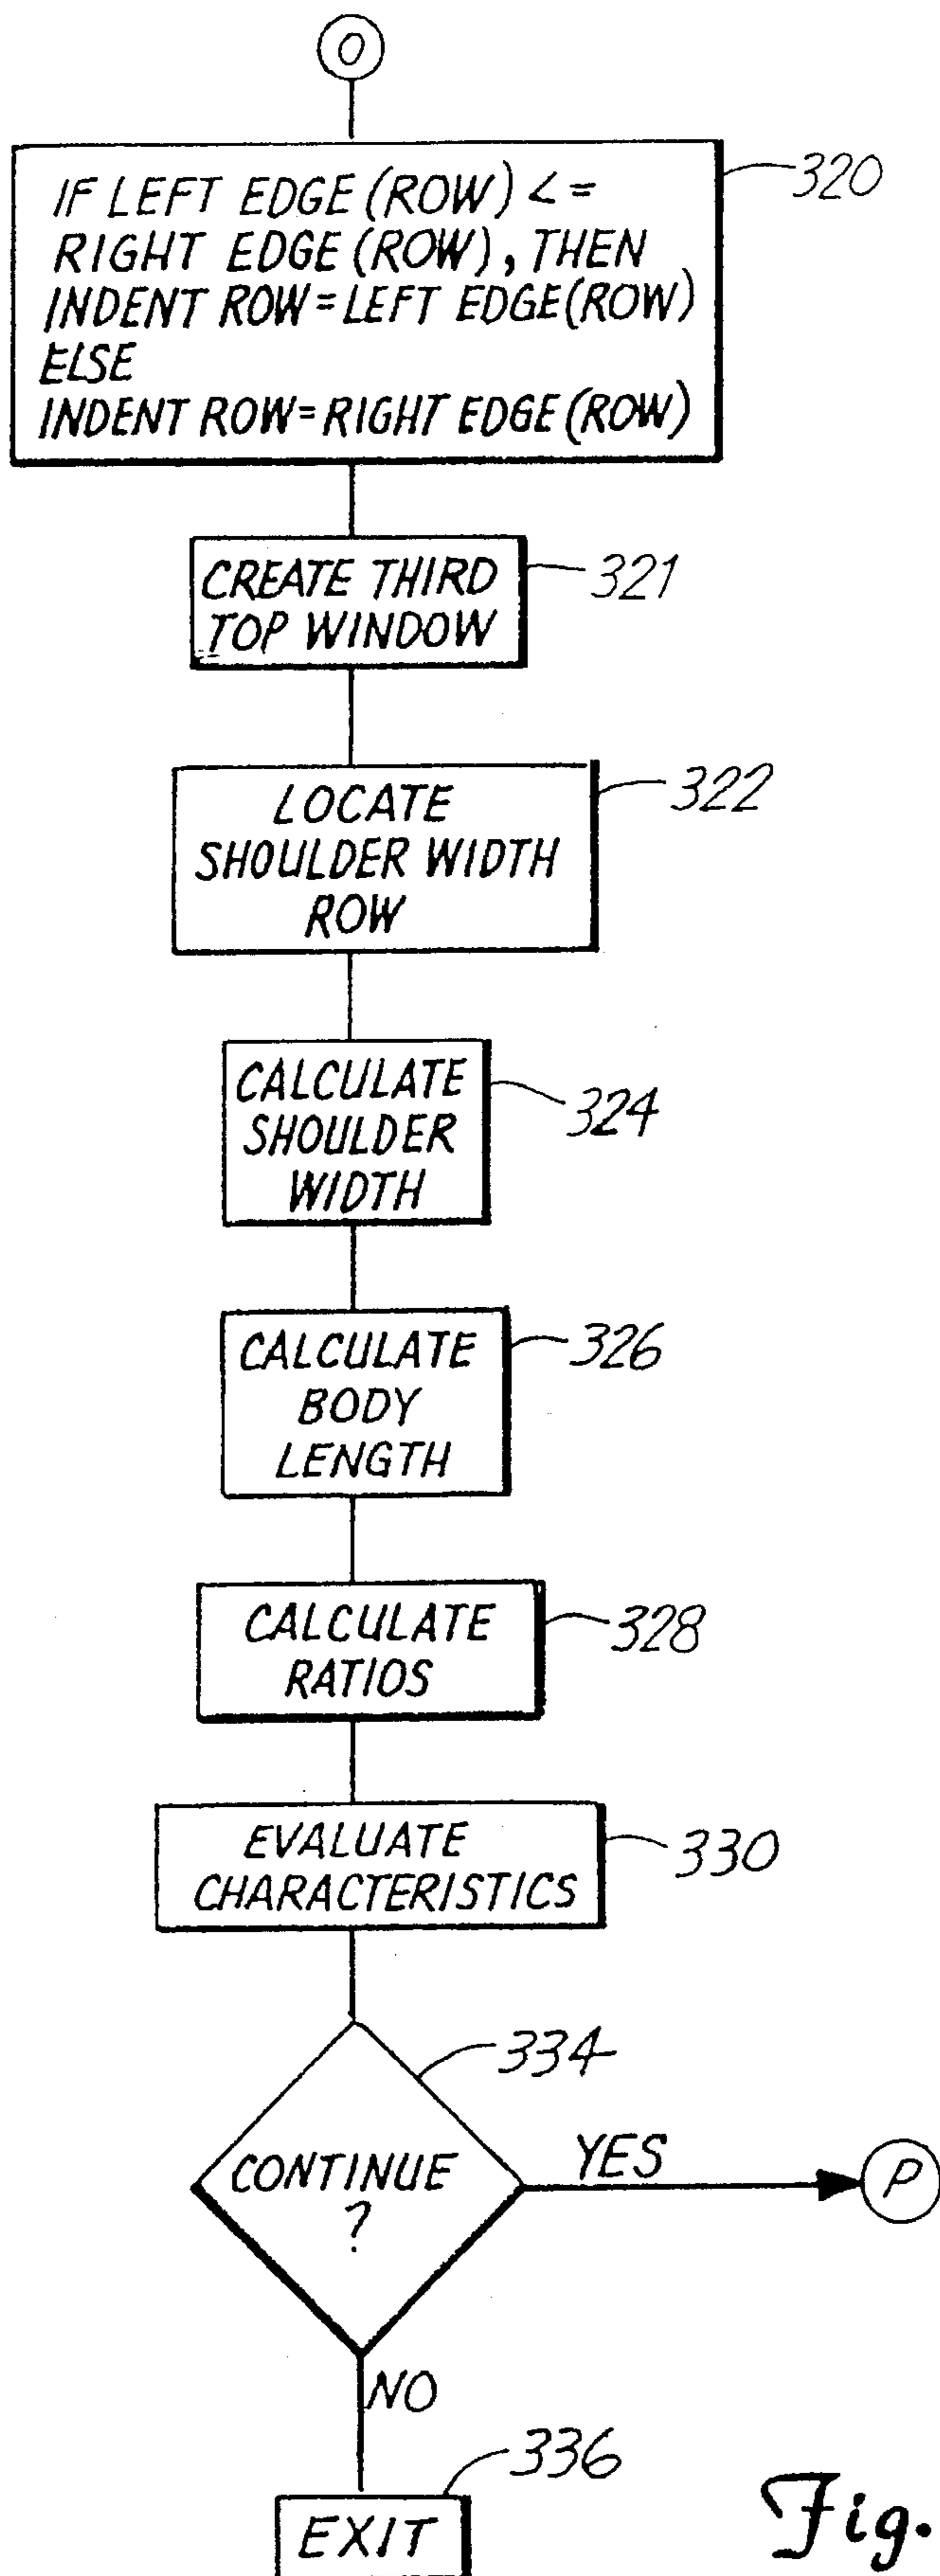 O
IF LEFT EDGE (ROW) <=
RIGHT EDGE (ROW), THEN
INDENT ROW = LEFT EDGE (ROW)
ELSE
INDENT ROW = RIGHT EDGE (ROW)
320
CREATE THIRD
TOP WINDOW
321
LOCATE
SHOULDER WIDTH
ROW
322
CALCULATE
SHOULDER
WIDTH
324
CALCULATE
BODY
LENGTH
326
CALCULATE
RATIOS
328
EVALUATE
CHARACTERISTICS
330
334
CONTINUE
?
YES
P
NO
336
EXIT
Fig.